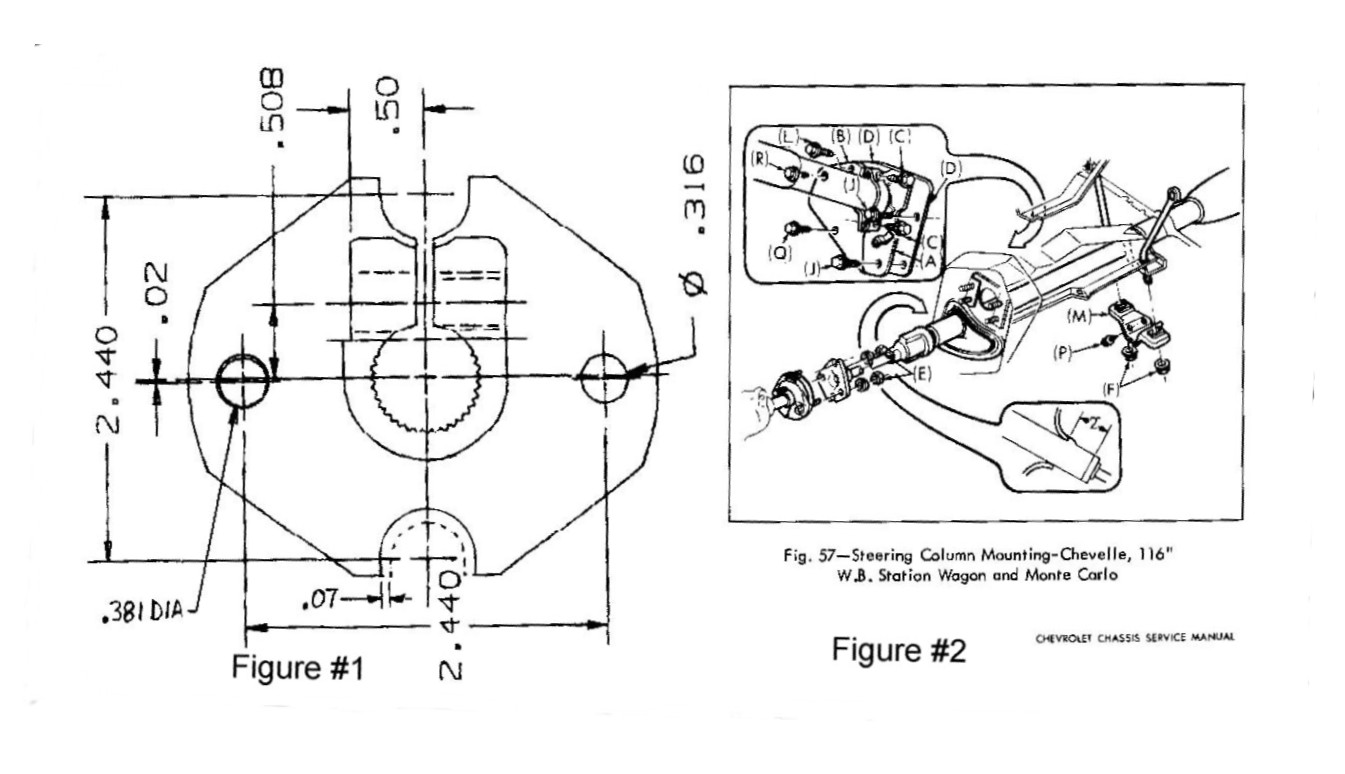 .508
.50
.02
2.440
Ø .316
.381 DIA
.07
2.440
Figure #1
(L) (B) (D) (C)
(R)
(J)
(D)
(Q)
(C)
(J)
(A)
(M)
(P)
(E)
(F)
"Z"
Fig. 57—Steering Column Mounting-Chevelle, 116"
W.B. Station Wagon and Monte Carlo
Figure #2
CHEVROLET CHASSIS SERVICE MANUAL